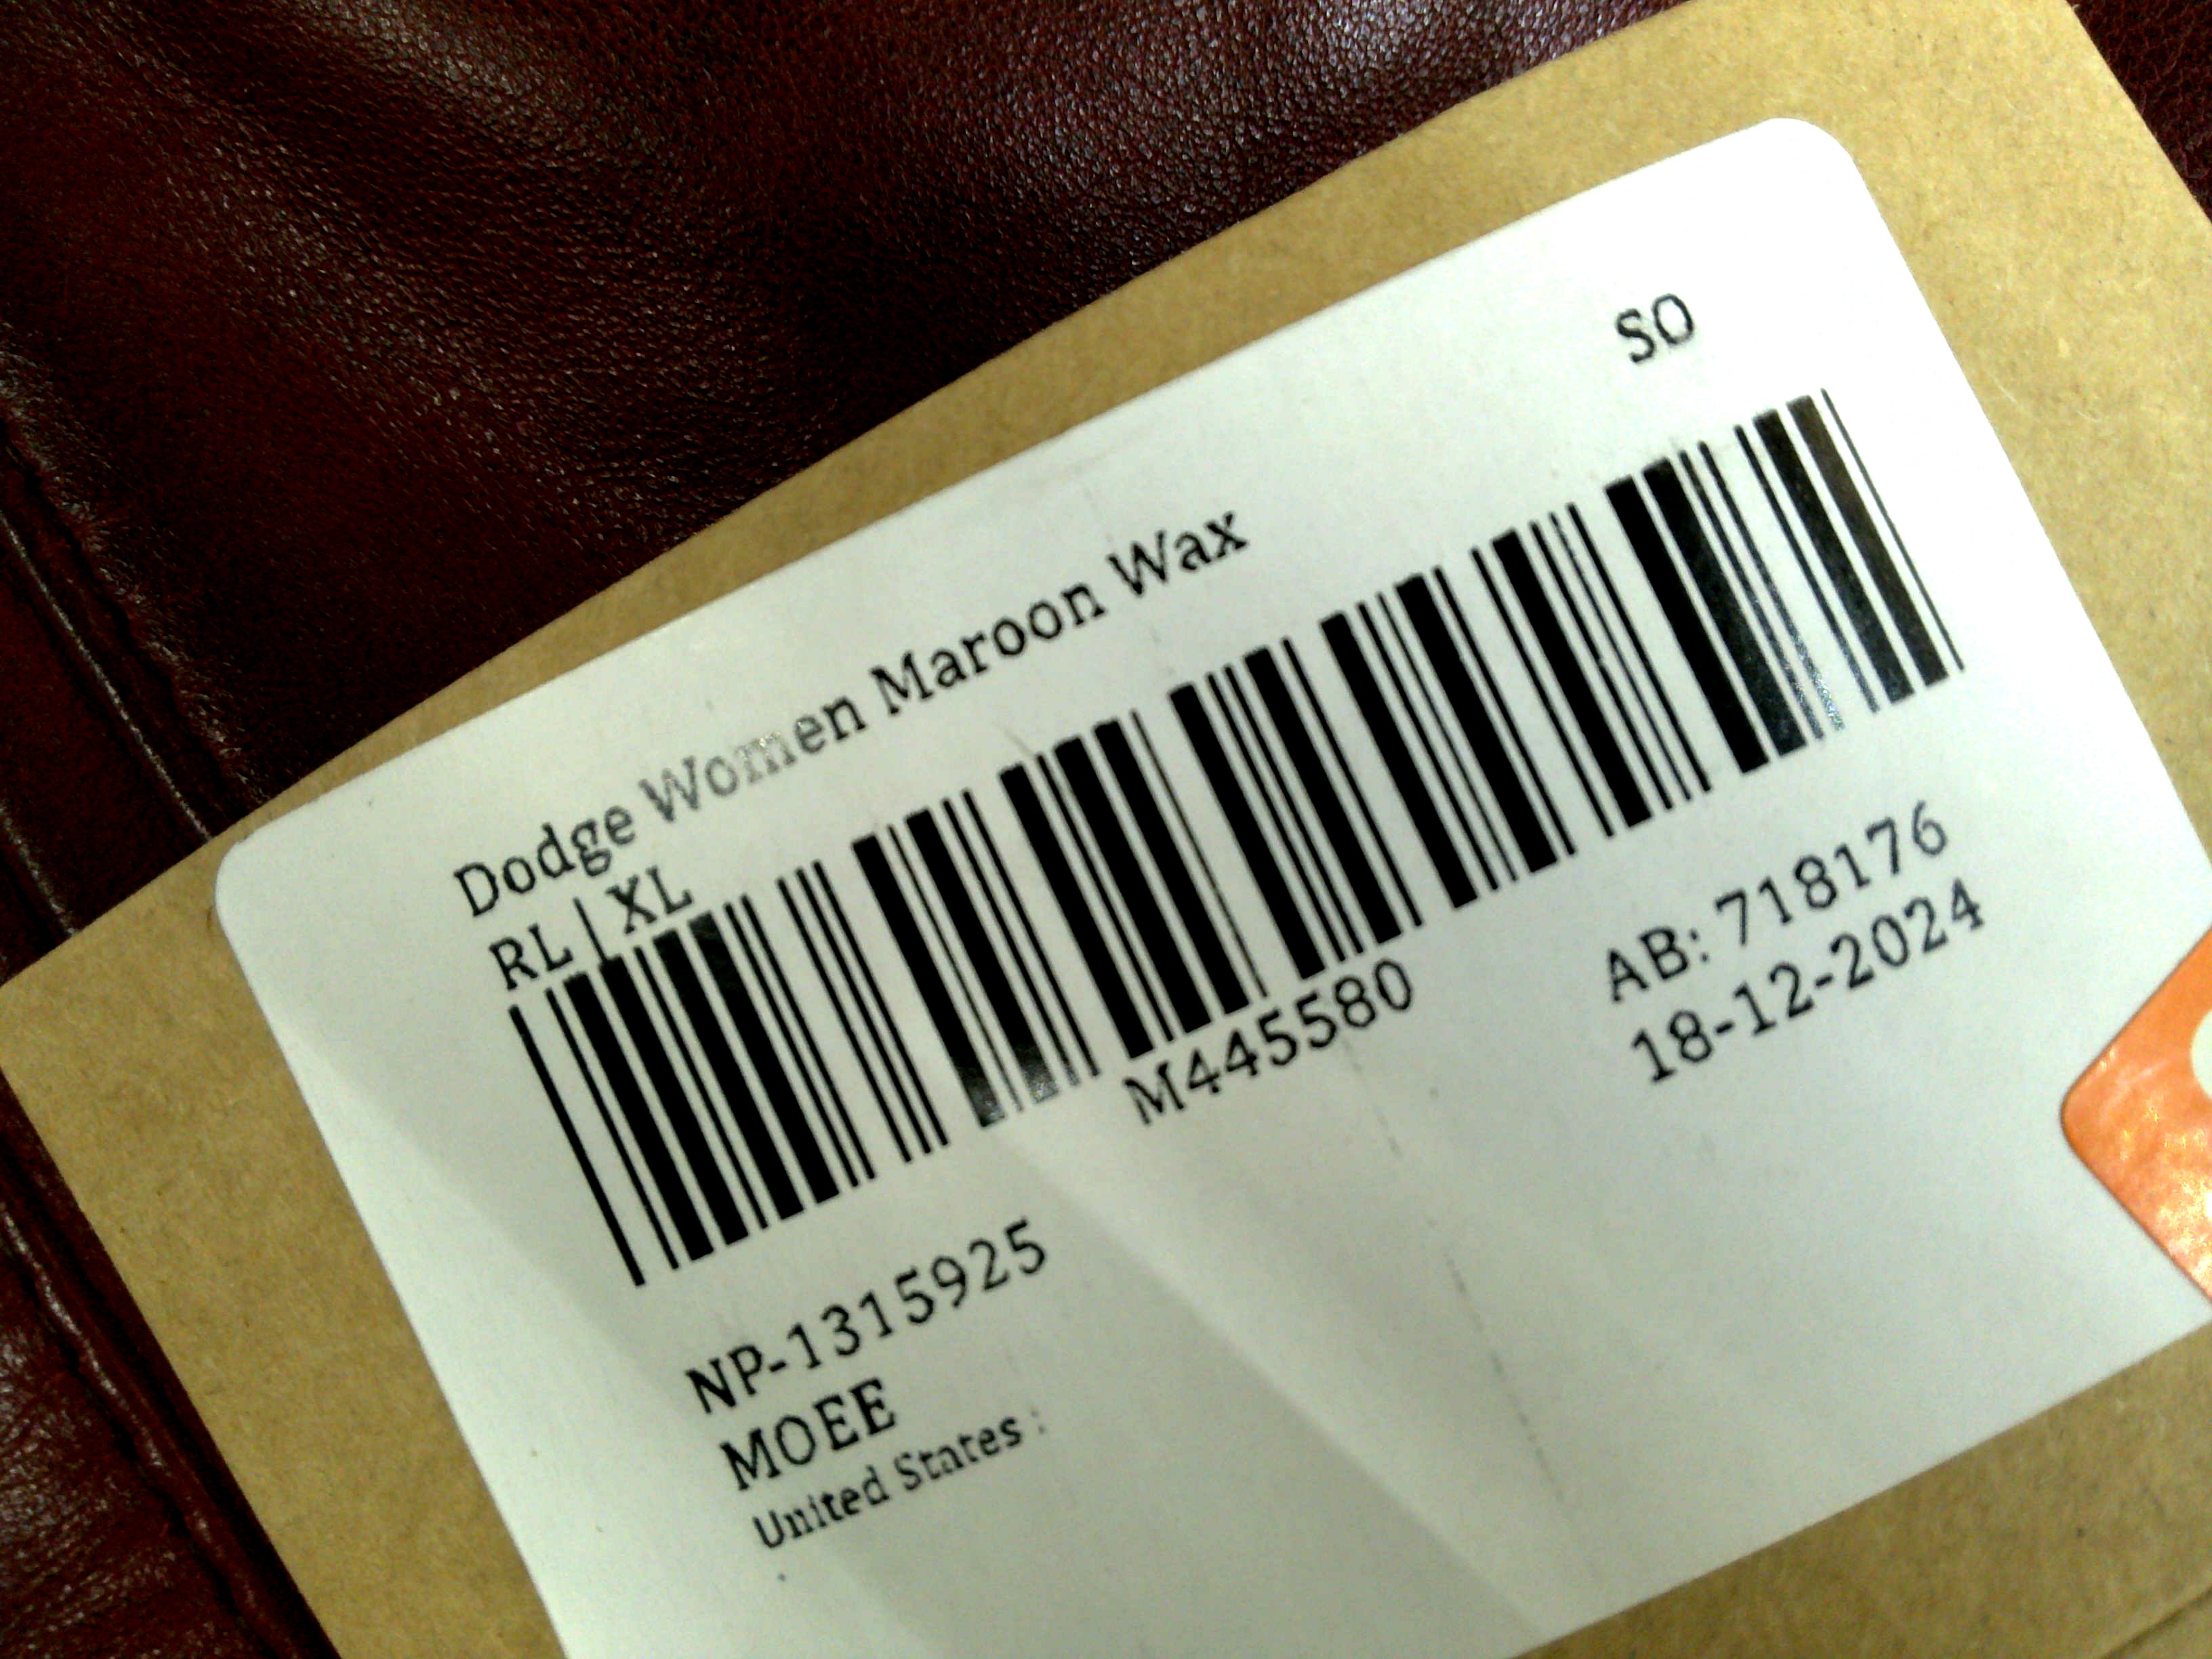 SO
Dodge Women Maroon Wax
RL | XL
M445580
AB: 718176
18-12-2024
NP-1315925
MOEE
United States :